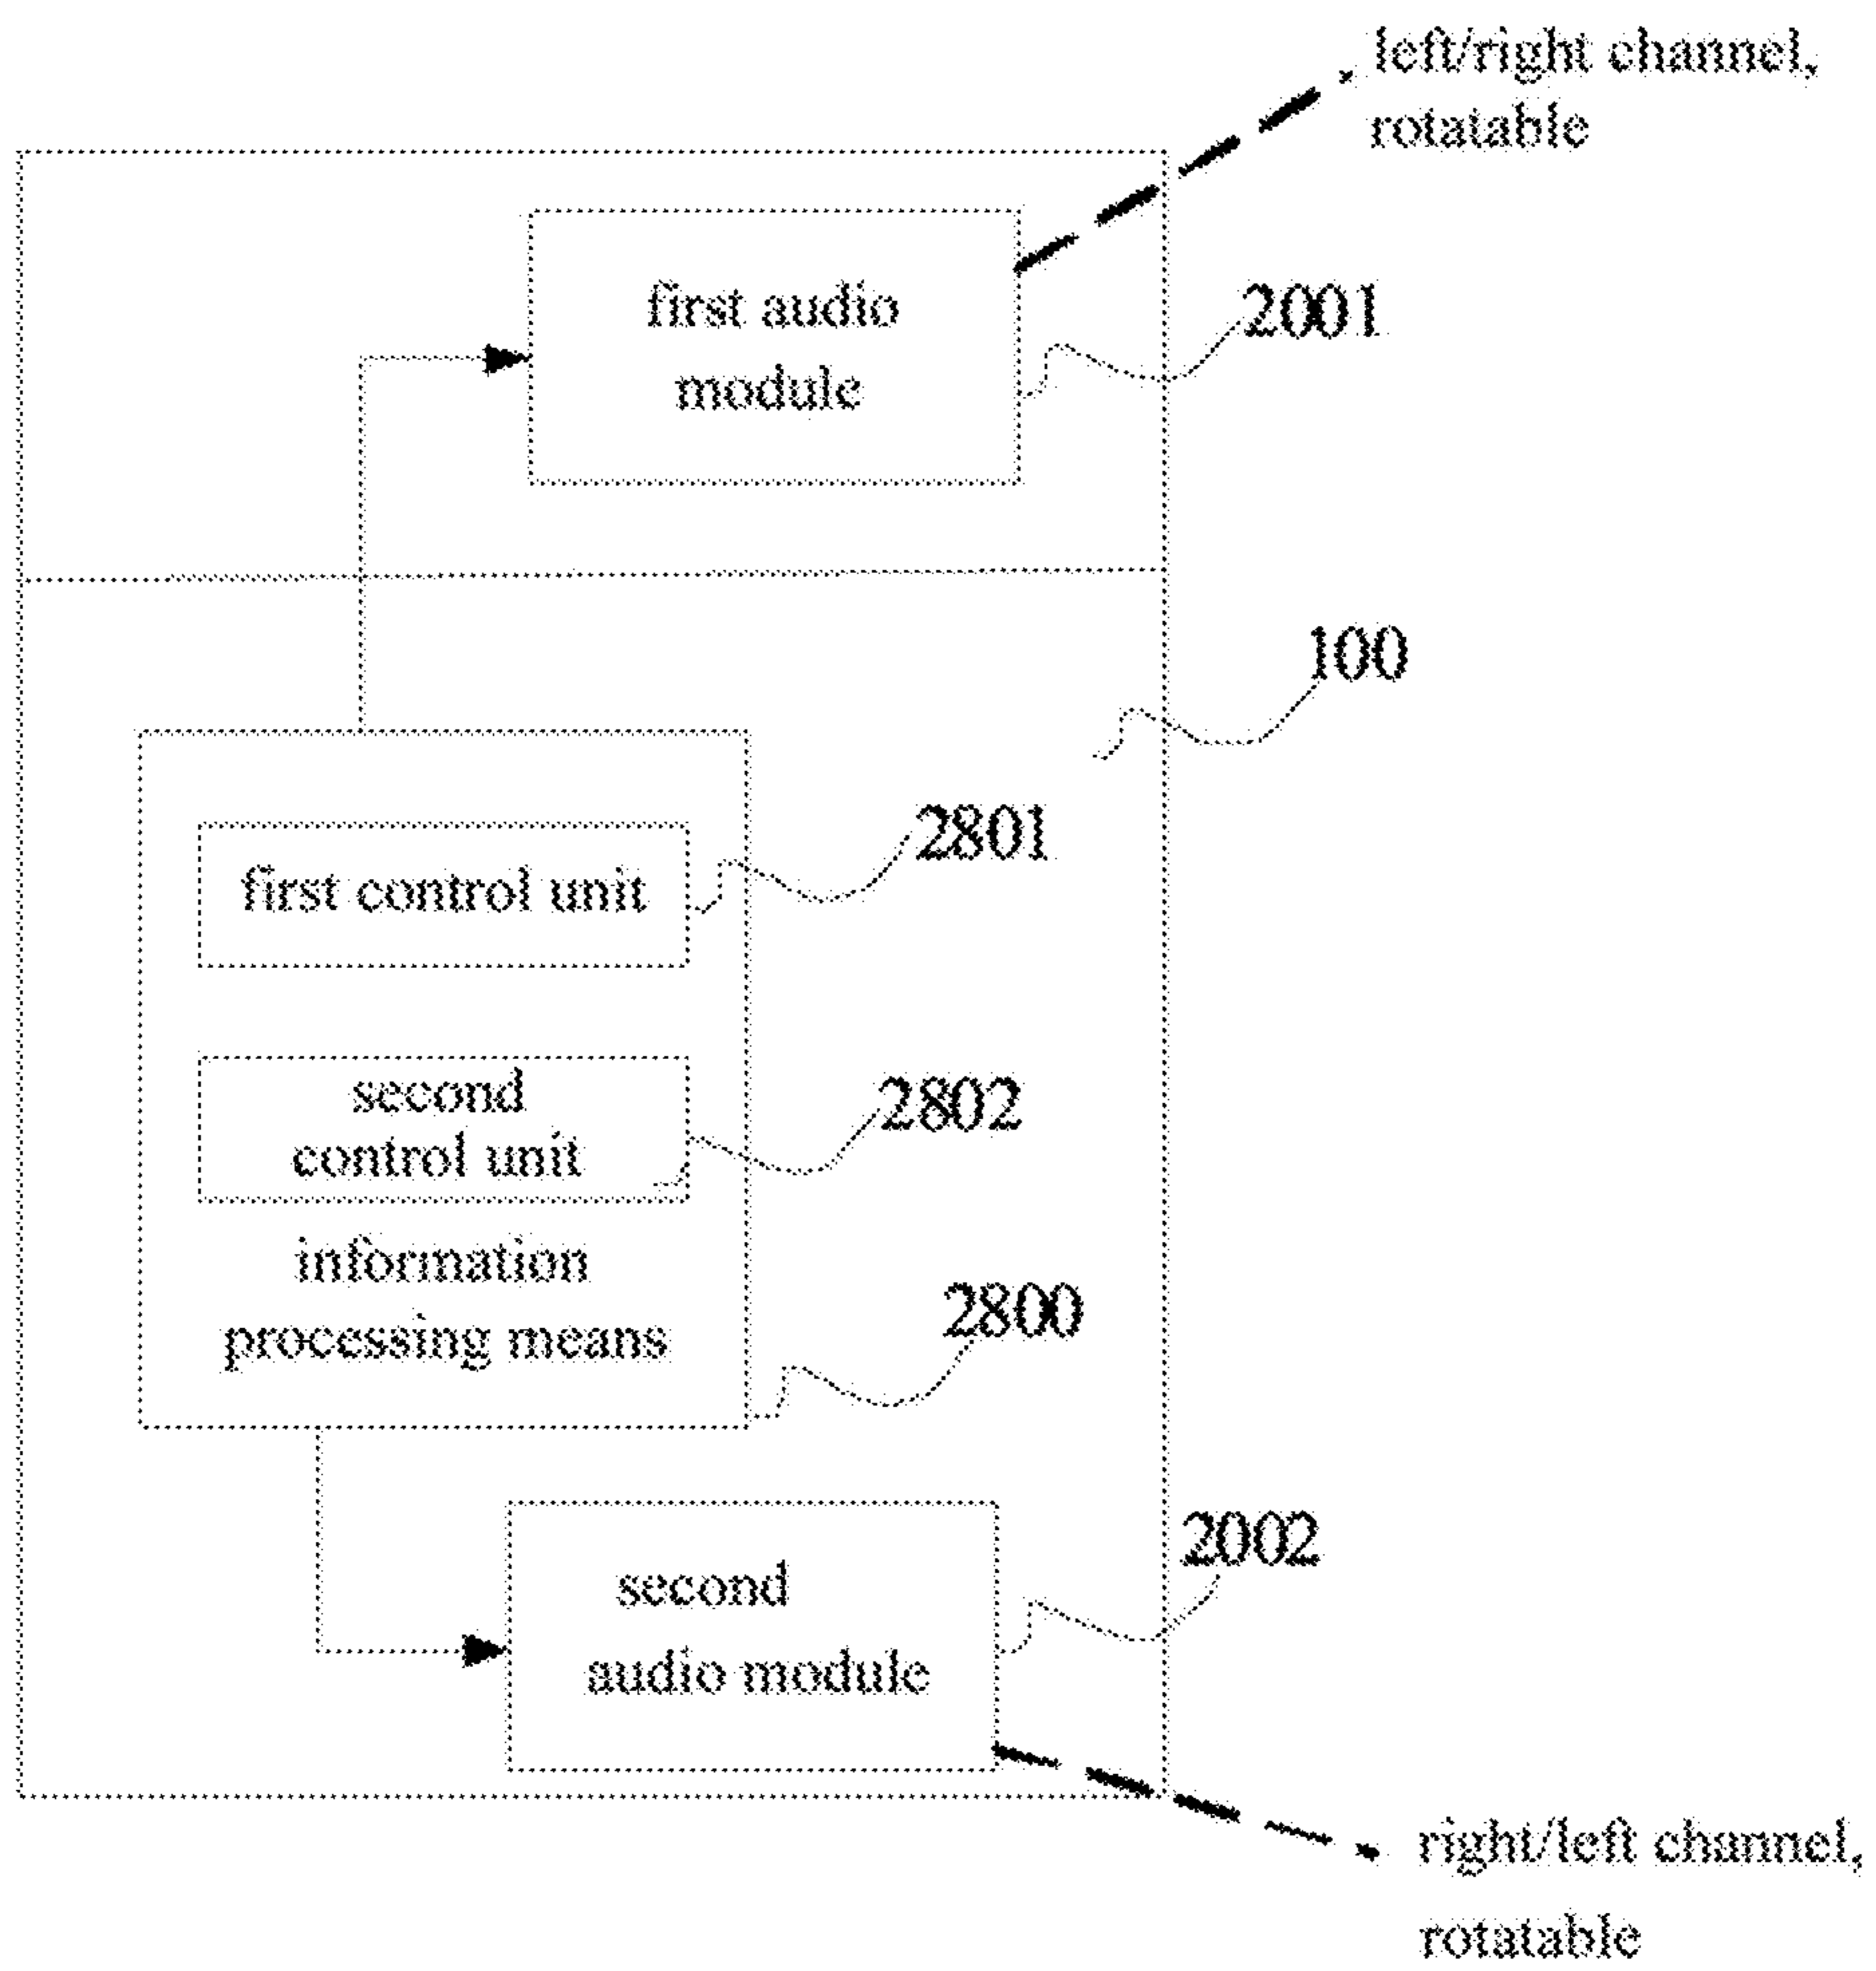 left/right channel,
rotatable
first audio
module
2001
100
2801
first control unit
second
control unit
2802
information
processing means
2800
second
audio module
2002
right/left channel,
rotatable